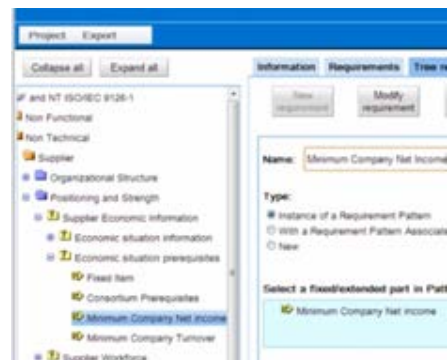 Project Export
Collapse all Expand all
F and NT ISO/IEC 9126-1
Non Functional
Non Technical
Supplier
Organizational Structure
Positioning and Strength
Supplier Economic Information
Economic situation information
Economic situation prerequisites
Fixed Item
Consortium Prerequisites
Minimum Company Net income
Minimum Company Turnover
Supplier Workforce
Information Requirements Tree re
New requirement
Modify requirement
Name: Minimum Company Net Income
Type:
Instance of a Requirement Pattern
With a Requirement Pattern Associate
New
Select a fixed/extended part in Patt
Minimum Company Net income